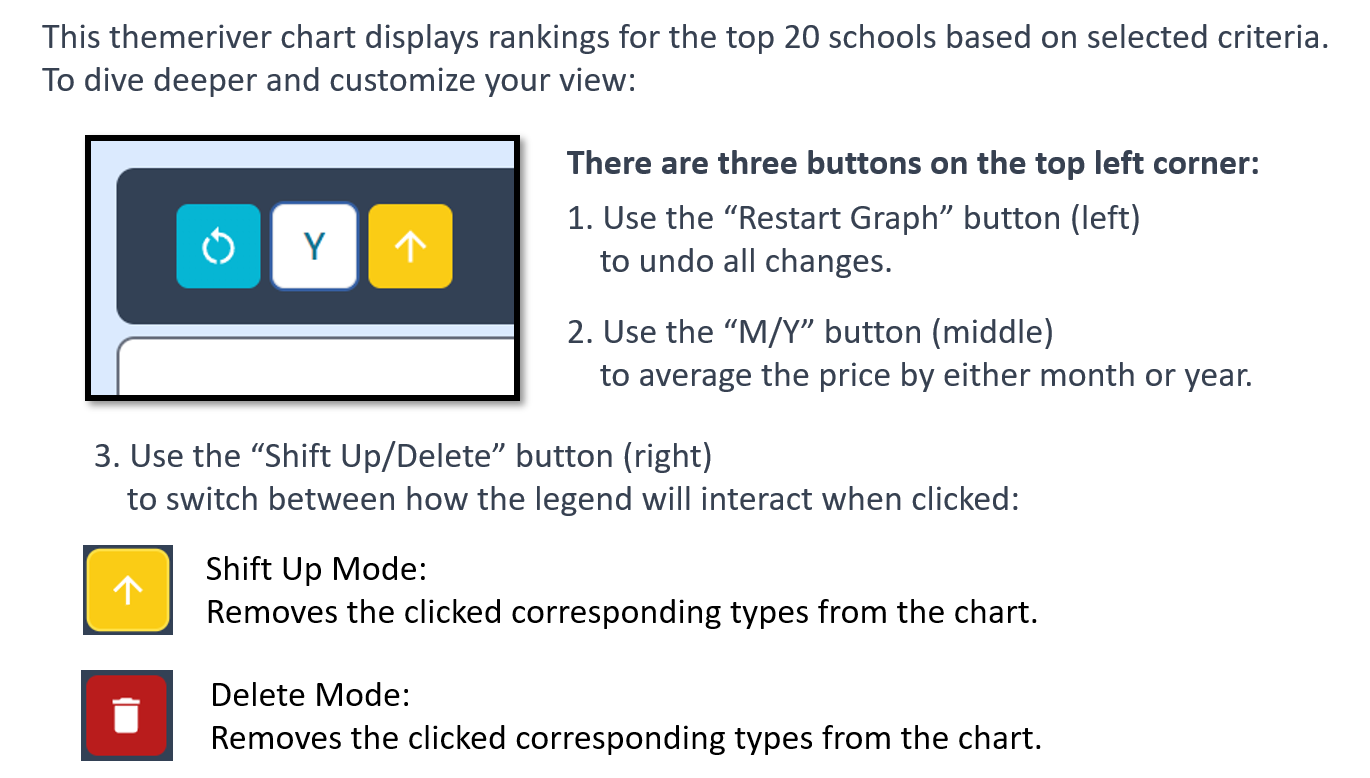 This themeriver chart displays rankings for the top 20 schools based on selected criteria.
To dive deeper and customize your view:
Y
There are three buttons on the top left corner:
1. Use the “Restart Graph” button (left)
to undo all changes.
2. Use the “M/Y” button (middle)
to average the price by either month or year.
3. Use the “Shift Up/Delete” button (right)
to switch between how the legend will interact when clicked:
Shift Up Mode:
Removes the clicked corresponding types from the chart.
Delete Mode:
Removes the clicked corresponding types from the chart.